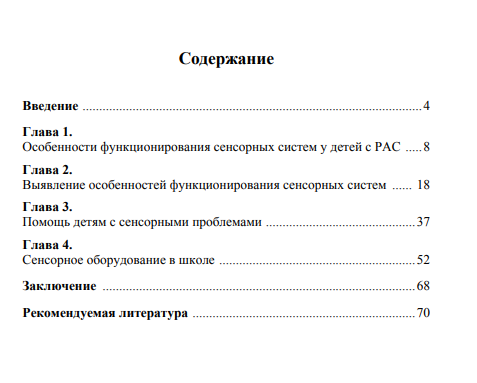 Содержание
Введение ........................................................................................ 4
Глава 1.
Особенности функционирования сенсорных систем у детей с РАС ..... 8
Глава 2.
Выявление особенностей функционирования сенсорных систем ...... 18
Глава 3.
Помощь детям с сенсорными проблемами ....................................... 37
Глава 4.
Сенсорное оборудование в школе ................................................... 52
Заключение ................................................................................. 68
Рекомендуемая литература .......................................................... 70